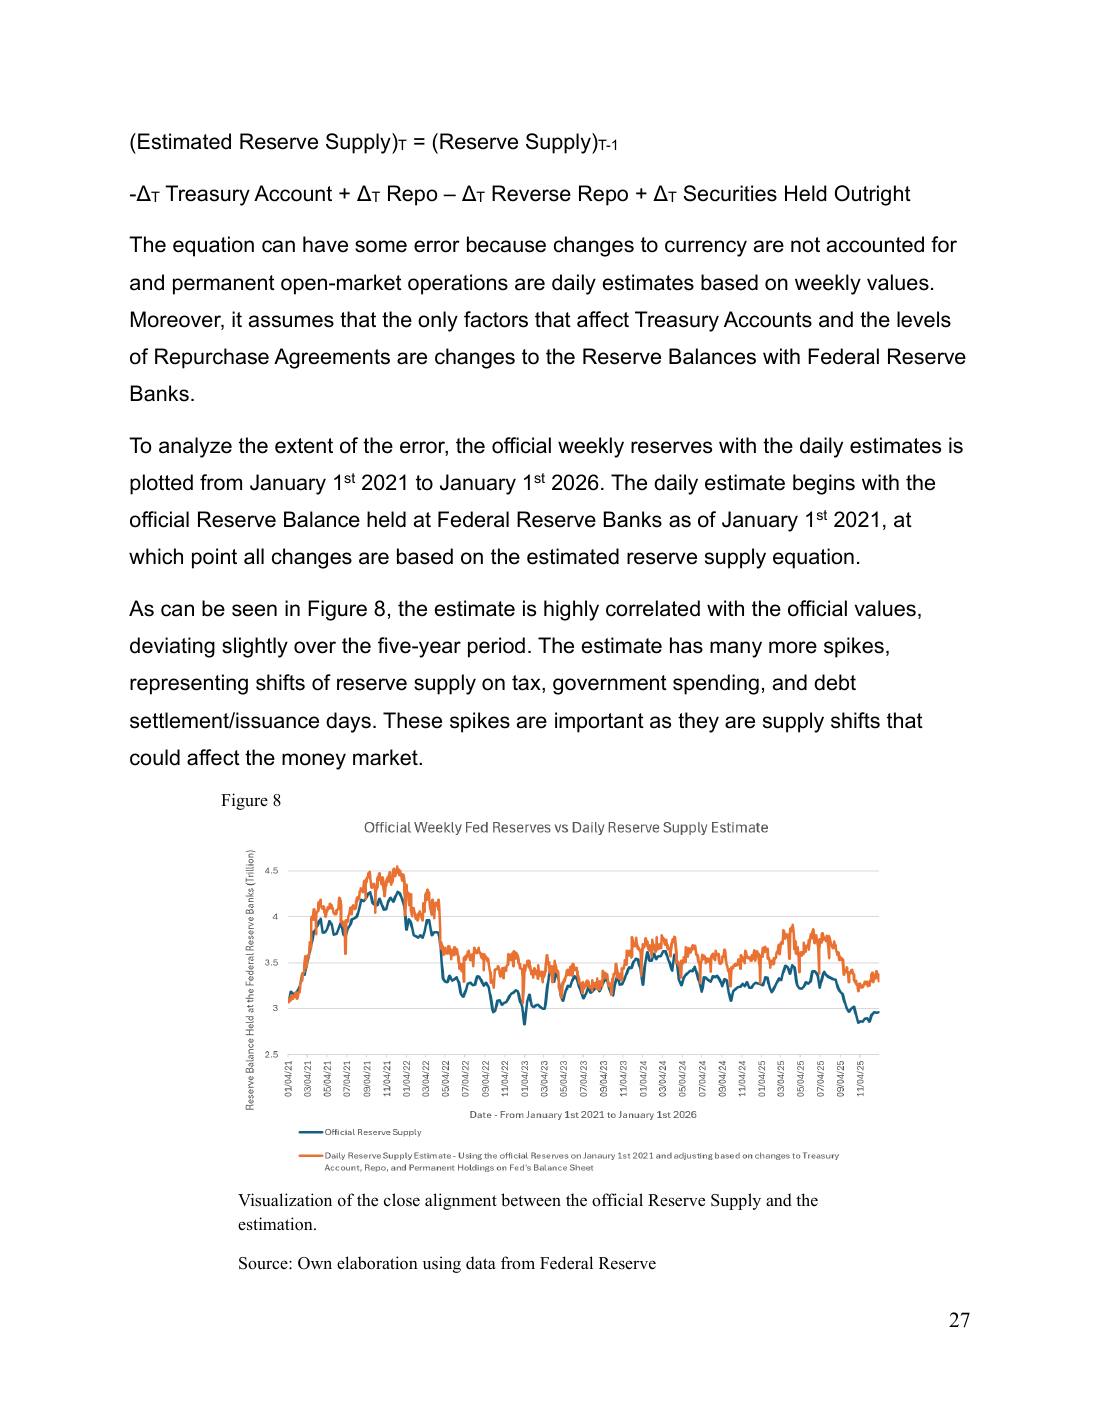 (Estimated Reserve Supply)T = (Reserve Supply)T-1
-ΔT Treasury Account + ΔT Repo – ΔT Reverse Repo + ΔT Securities Held Outright
The equation can have some error because changes to currency are not accounted for
and permanent open-market operations are daily estimates based on weekly values.
Moreover, it assumes that the only factors that affect Treasury Accounts and the levels
of Repurchase Agreements are changes to the Reserve Balances with Federal Reserve
Banks.
To analyze the extent of the error, the official weekly reserves with the daily estimates is
plotted from January 1st 2021 to January 1st 2026. The daily estimate begins with the
official Reserve Balance held at Federal Reserve Banks as of January 1st 2021, at
which point all changes are based on the estimated reserve supply equation.
As can be seen in Figure 8, the estimate is highly correlated with the official values,
deviating slightly over the five-year period. The estimate has many more spikes,
representing shifts of reserve supply on tax, government spending, and debt
settlement/issuance days. These spikes are important as they are supply shifts that
could affect the money market.
Figure 8
Official Weekly Fed Reserves vs Daily Reserve Supply Estimate
Reserve Balance Held at the Federal Reserve Banks (Trillion)
4.5
4
3.5
3
2.5
01/04/21
03/04/21
05/04/21
07/04/21
09/04/21
11/04/21
01/04/22
03/04/22
05/04/22
07/04/22
09/04/22
11/04/22
01/04/23
03/04/23
05/04/23
07/04/23
09/04/23
11/04/23
01/04/24
03/04/24
05/04/24
07/04/24
09/04/24
11/04/24
01/04/25
03/04/25
05/04/25
07/04/25
09/04/25
11/04/25
Date - From January 1st 2021 to January 1st 2026
Official Reserve Supply
Daily Reserve Supply Estimate - Using the official Reserves on Janaury 1st 2021 and adjusting based on changes to Treasury
Account, Repo, and Permanent Holdings on Fed's Balance Sheet
Visualization of the close alignment between the official Reserve Supply and the
estimation.
Source: Own elaboration using data from Federal Reserve
27